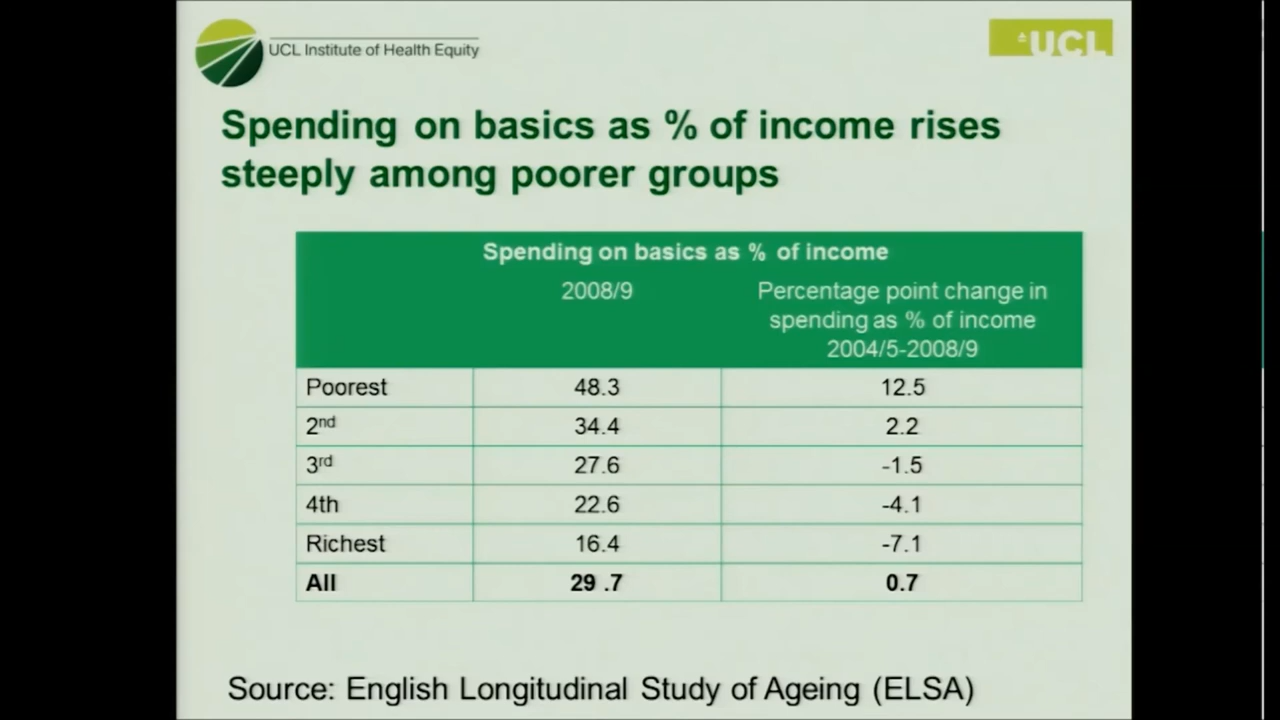 UCL Institute of Health Equity
UCL
Spending on basics as % of income rises
steeply among poorer groups
Spending on basics as % of income
2008/9
Percentage point change in
spending as % of income
2004/5-2008/9
Poorest 48.3 12.5
2nd 34.4 2.2
3rd 27.6 -1.5
4th 22.6 -4.1
Richest 16.4 -7.1
All 29 .7 0.7
Source: English Longitudinal Study of Ageing (ELSA)